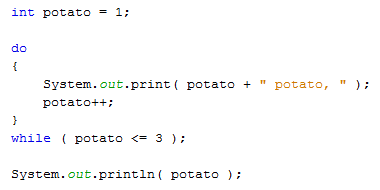 int potato = 1;
do
{
    System.out.print( potato + " potato, " );
    potato++;
}
while ( potato <= 3 );
System.out.println( potato );